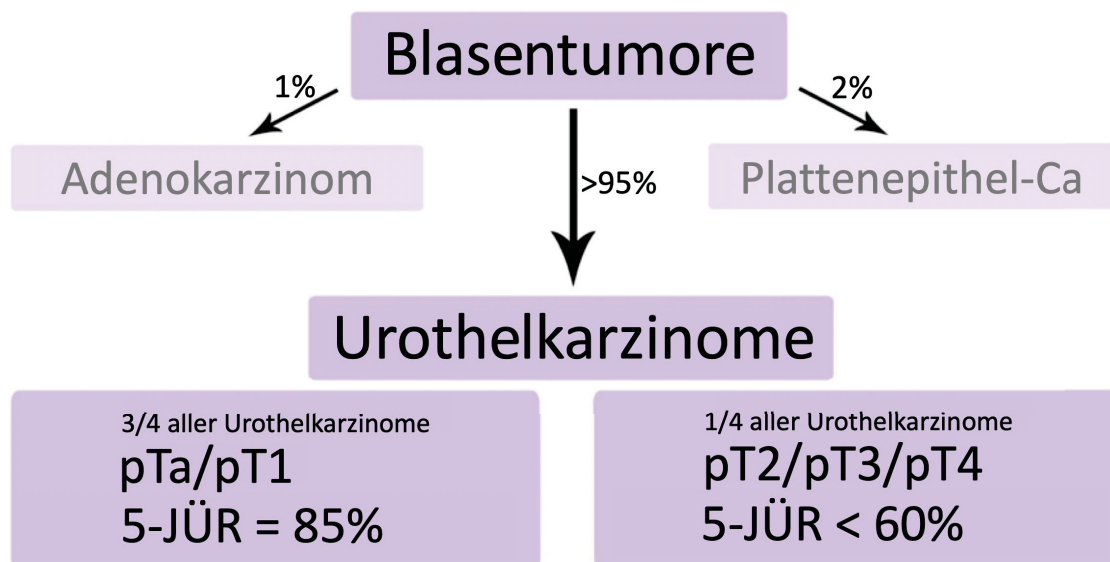 Blasentumore
1%
2%
Adenokarzinom
>95%
Plattenepithel-Ca
Urothelkarzinome
3/4 aller Urothelkarzinome
pTa/pT1
5-JÜR = 85%
1/4 aller Urothelkarzinome
pT2/pT3/pT4
5-JÜR < 60%